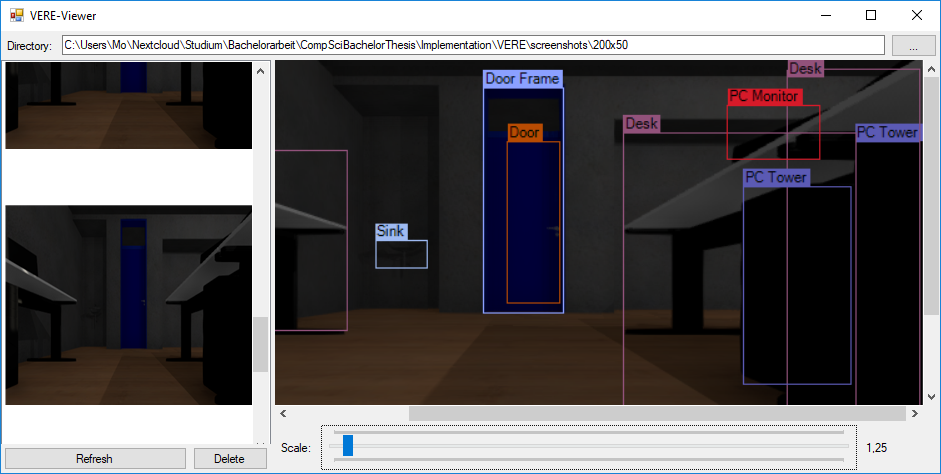 VERE-Viewer
Directory: C:\Users\Mo\Nextcloud\Studium\Bachelorarbeit\CompSciBachelorThesis\Implementation\VERE\screenshots\200x50 ...
Desk
Door Frame
PC Monitor
Desk
Door
PC Tower
PC Tower
Sink
Scale: 1,25
Refresh Delete